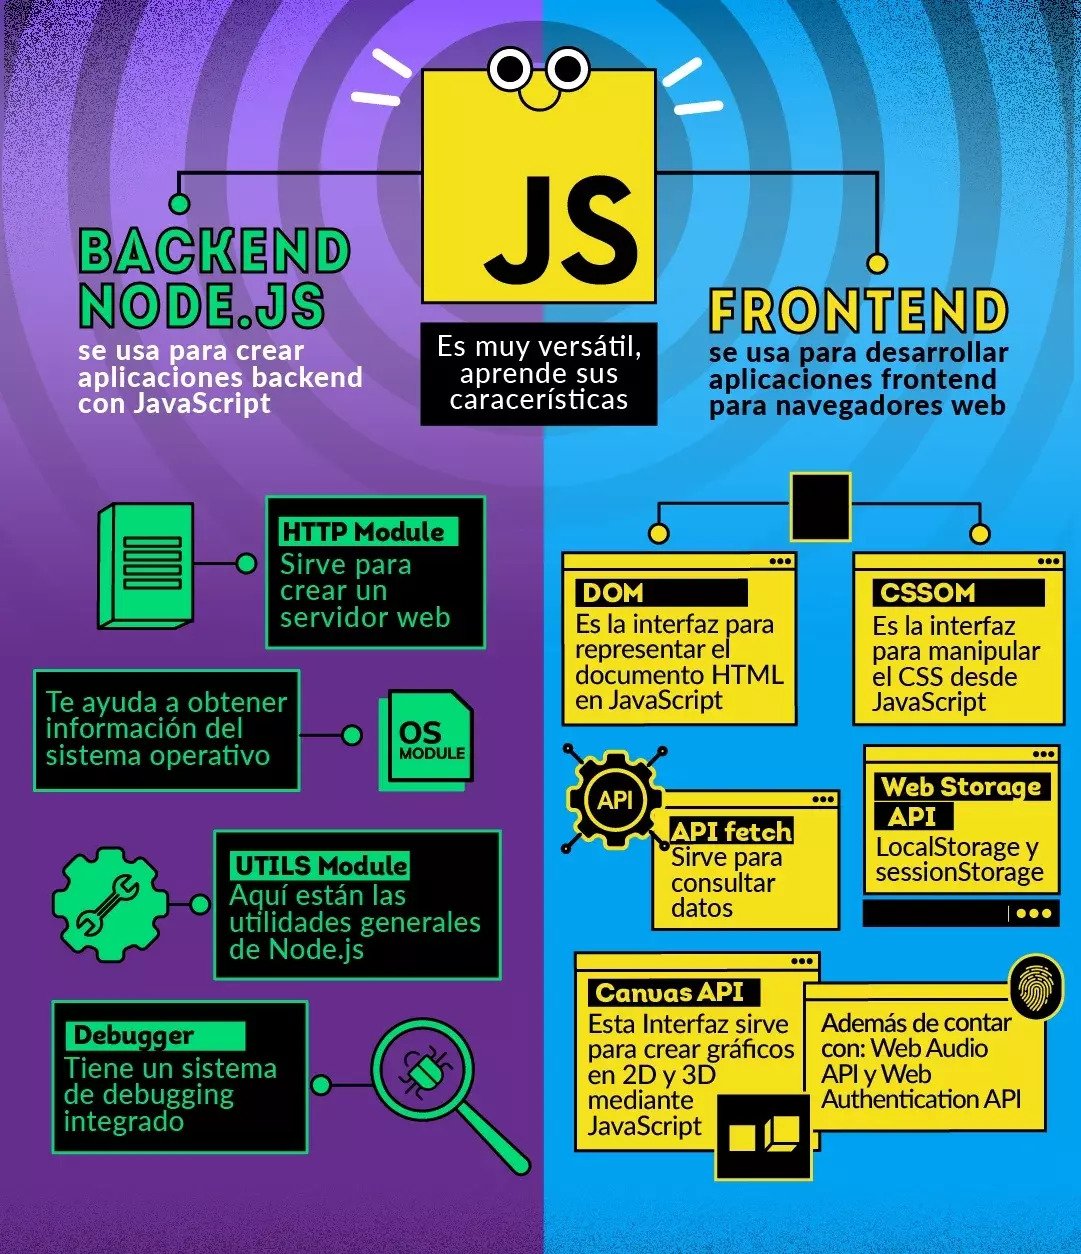 JS
BACKEND
NODE.JS
se usa para crear
aplicaciones backend
con JavaScript
Es muy versátil,
aprende sus
caracerísticas
FRONTEND
se usa para desarrollar
aplicaciones frontend
para navegadores web
HTTP Module
Sirve para
crear un
servidor web
Te ayuda a obtener
información del
sistema operativo
OS
MODULE
UTILS Module
Aquí están las
utilidades generales
de Node.js
Debugger
Tiene un sistema
de debugging
integrado
DOM
Es la interfaz para
representar el
documento HTML
en JavaScript
CSSOM
Es la interfaz
para manipular
el CSS desde
JavaScript
API
API fetch
Sirve para
consultar
datos
Web Storage
API
LocalStorage y
sessionStorage
Canvas API
Esta Interfaz sirve
para crear gráficos
en 2D y 3D
mediante
JavaScript
Además de contar
con: Web Audio
API y Web
Authentication API